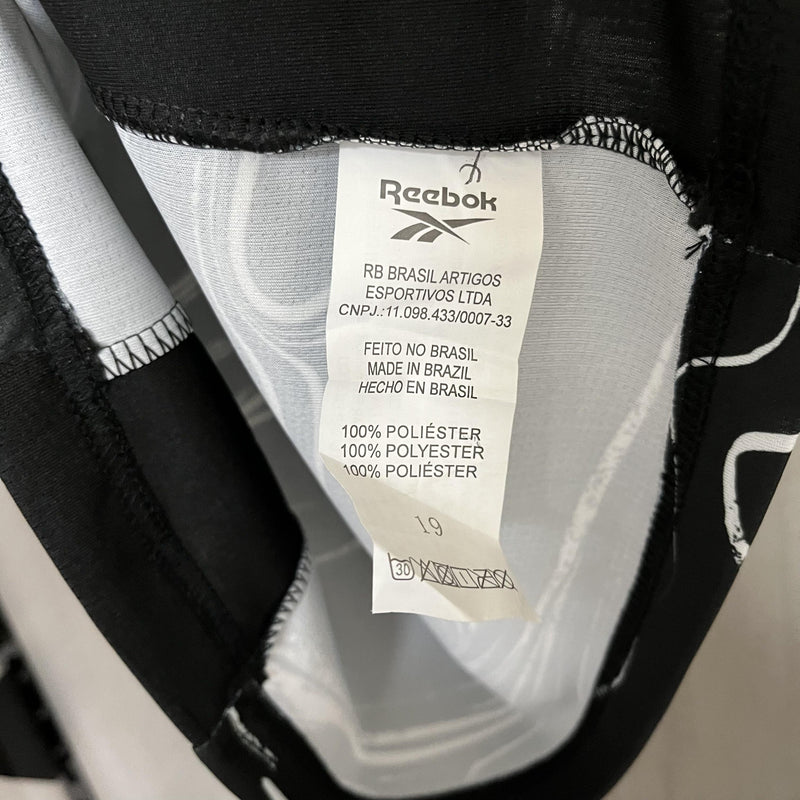 Reebok
RB BRASIL ARTIGOS
ESPORTIVOS LTDA
CNPJ.:11.098.433/0007-33
FEITO NO BRASIL
MADE IN BRAZIL
HECHO EN BRASIL
100% POLIÉSTER
100% POLYESTER
100% POLIÉSTER
19
30